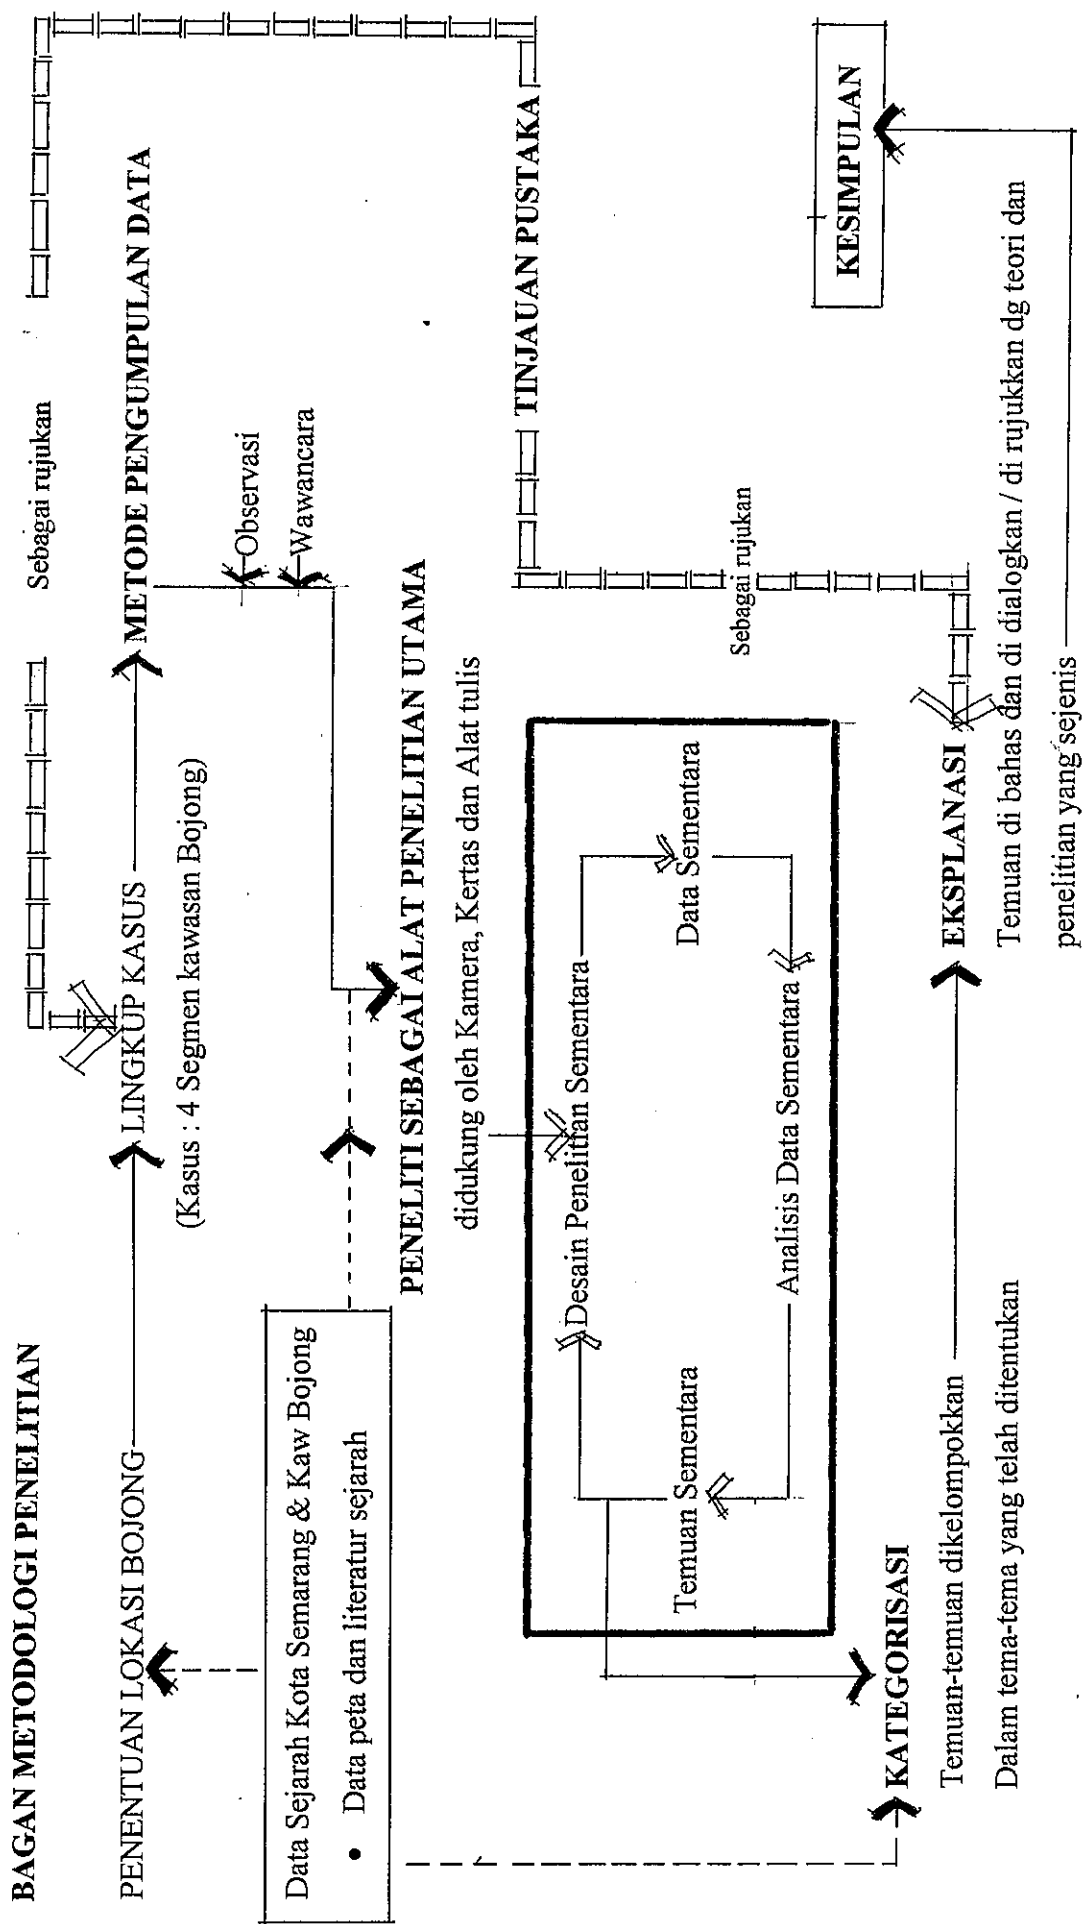 BAGAN METODOLOGI PENELITIAN
Sebagai rujukan
PENENTUAN LOKASI BOJONG
LINGKUP KASUS
METODE PENGUMPULAN DATA
(Kasus : 4 Segmen kawasan Bojong)
Observasi
Wawancara
Data Sejarah Kota Semarang & Kaw Bojong
• Data peta dan literatur sejarah
PENELITI SEBAGAI ALAT PENELITIAN UTAMA
didukung oleh Kamera, Kertas dan Alat tulis
TINJAUAN PUSTAKA
Desain Penelitian Sementara
Temuan Sementara
Data Sementara
Analisis Data Sementara
Sebagai rujukan
KESIMPULAN
KATEGORISASI
Temuan-temuan dikelompokkan
Dalam tema-tema yang telah ditentukan
EKSPLANASI
Temuan di bahas dan di dialogkan / di rujukkan dg teori dan
penelitian yang sejenis